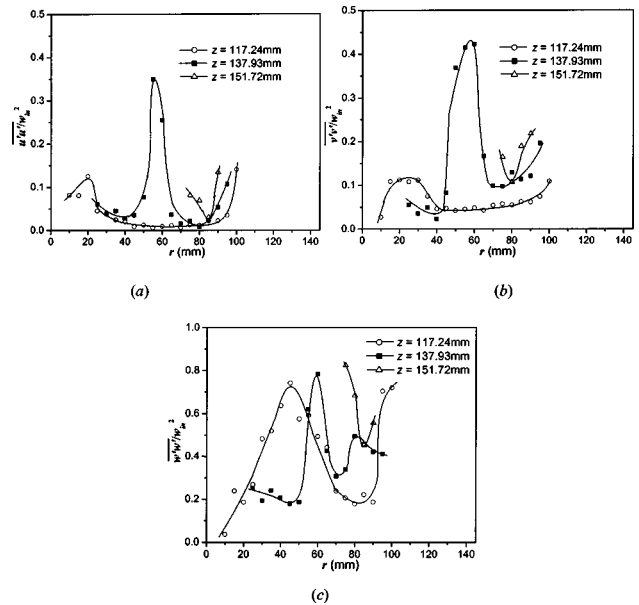 (a)
(b)
0.5
0.4
0.3
0.2
0.1
0.0
u'u'/w_in²
z = 117.24mm
z = 137.93mm
z = 151.72mm
0 20 40 60 80 100 120 140
r (mm)
(a)
0.5
0.4
0.3
0.2
0.1
0.0
v'v'/w_in²
z = 117.24mm
z = 137.93mm
z = 151.72mm
0 20 40 60 80 100 120 140
r (mm)
(b)
1.0
0.8
0.6
0.4
0.2
0.0
w'w'/w_in²
z = 117.24mm
z = 137.93mm
z = 151.72mm
0 20 40 60 80 100 120 140
r (mm)
(c)